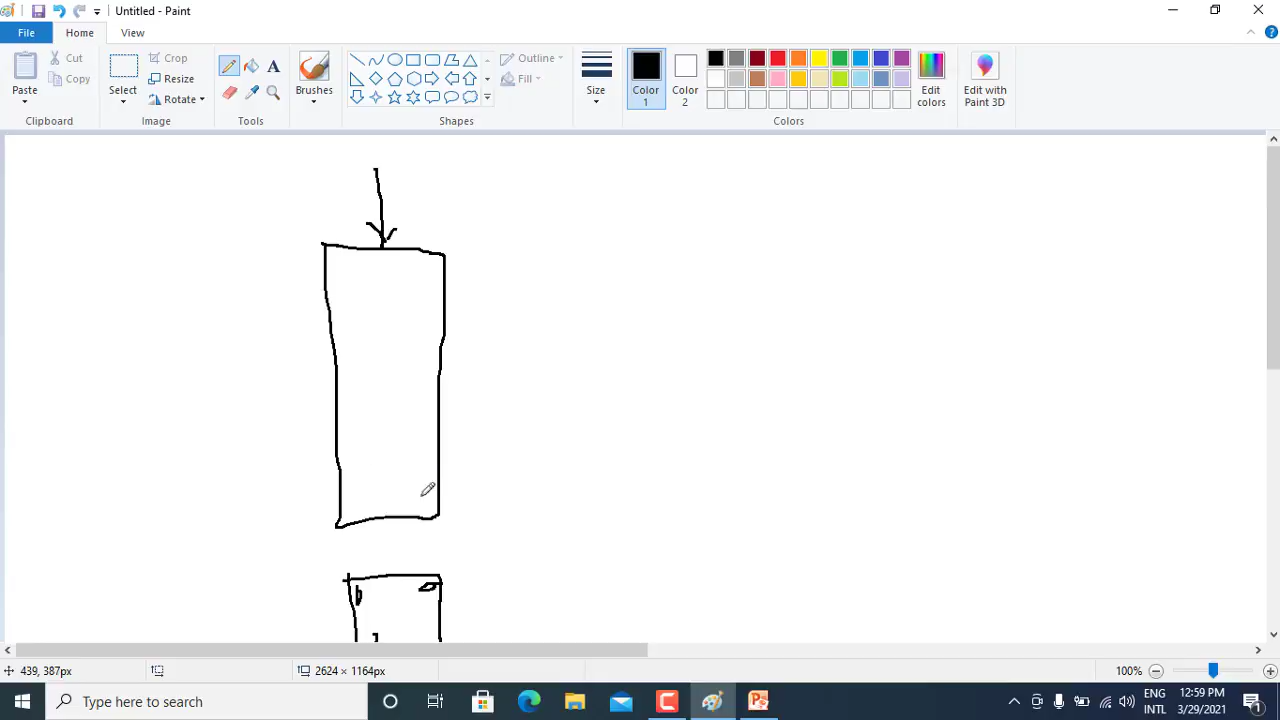 Untitled - Paint
File
Home
View
Paste
Cut
Copy
Clipboard
Select
Crop
Resize
Rotate
Image
Tools
Brushes
Shapes
Outline
Fill
Size
Color 1
Color 2
Edit colors
Colors
Edit with Paint 3D
439, 387px
2624 × 1164px
100%
Type here to search
ENG
INTL
12:59 PM
3/29/2021